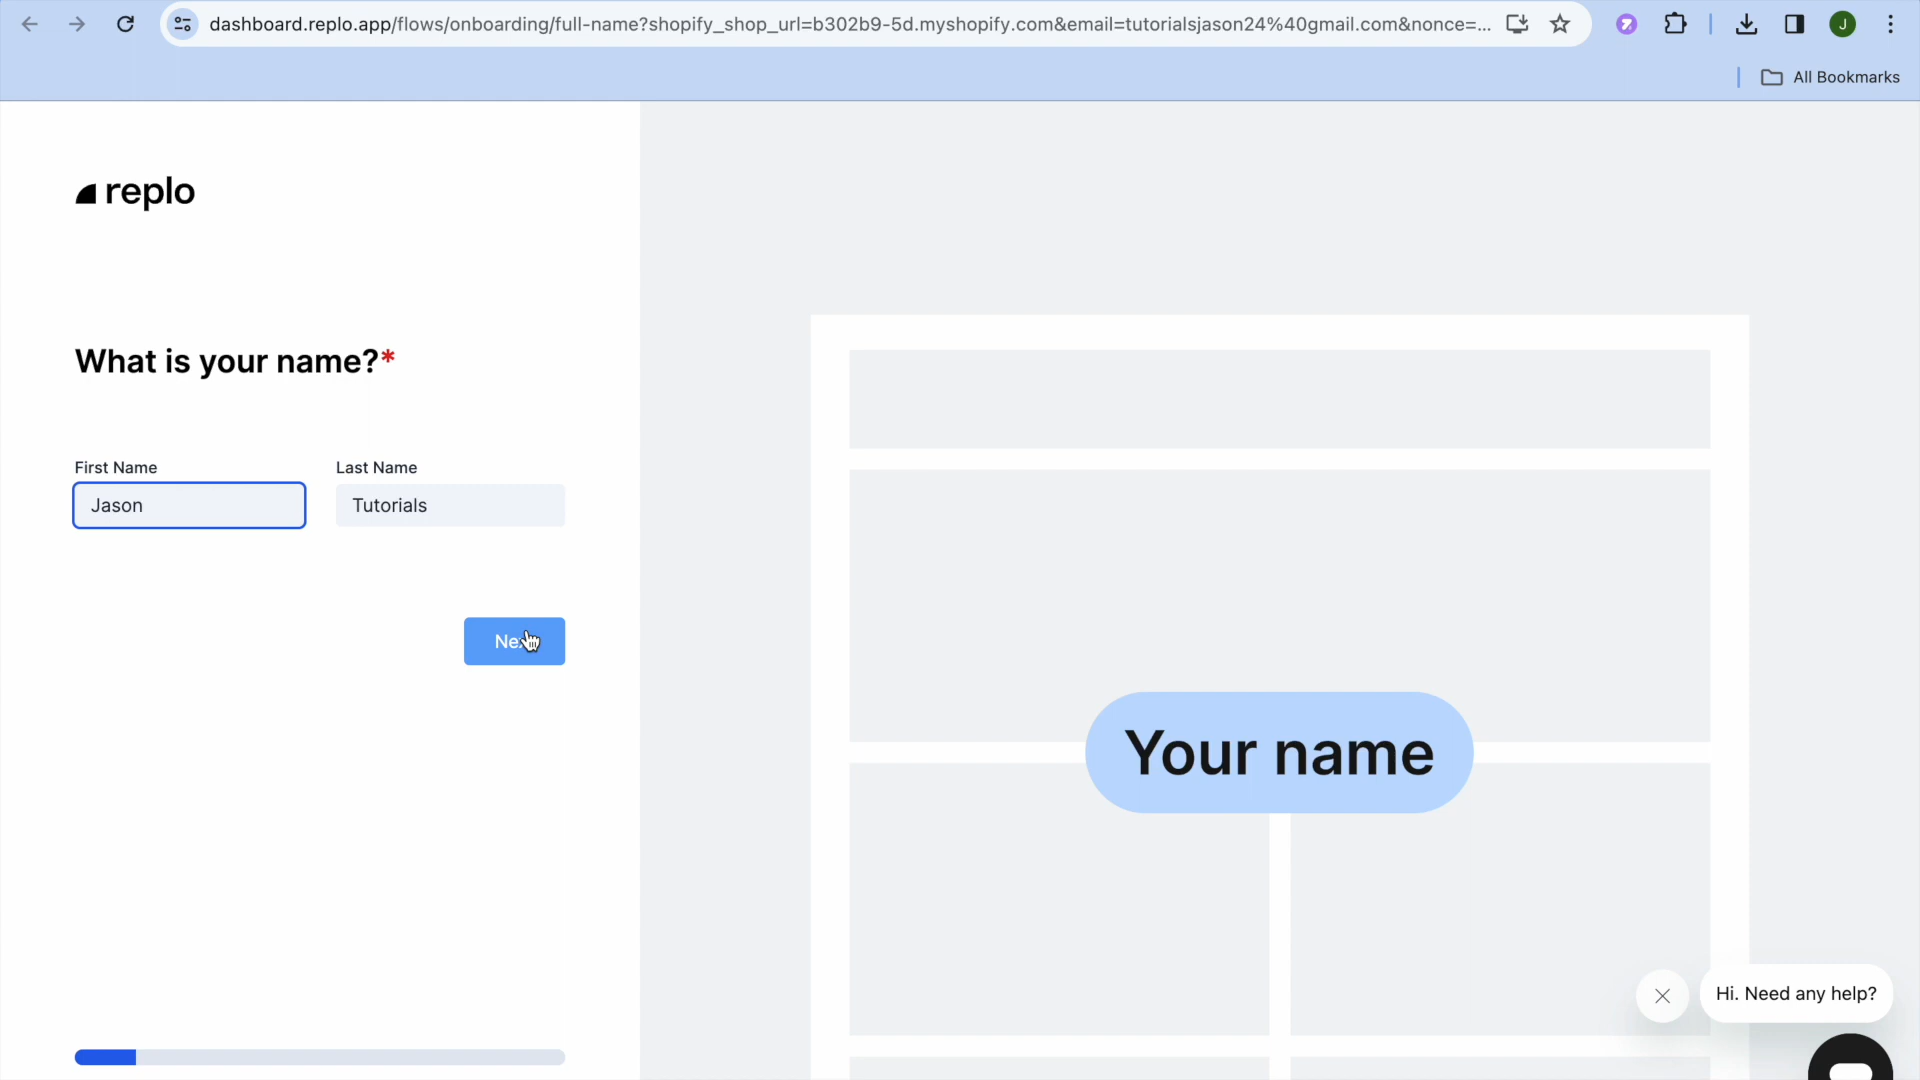 dashboard.replo.app/flows/onboarding/full-name?shopify_shop_url=b302b9-5d.myshopify.com&email=tutorialsjason24%40gmail.com&nonce=...
J
All Bookmarks
replo
What is your name?*
First Name
Last Name
Jason
Tutorials
Your name
Hi. Need any help?